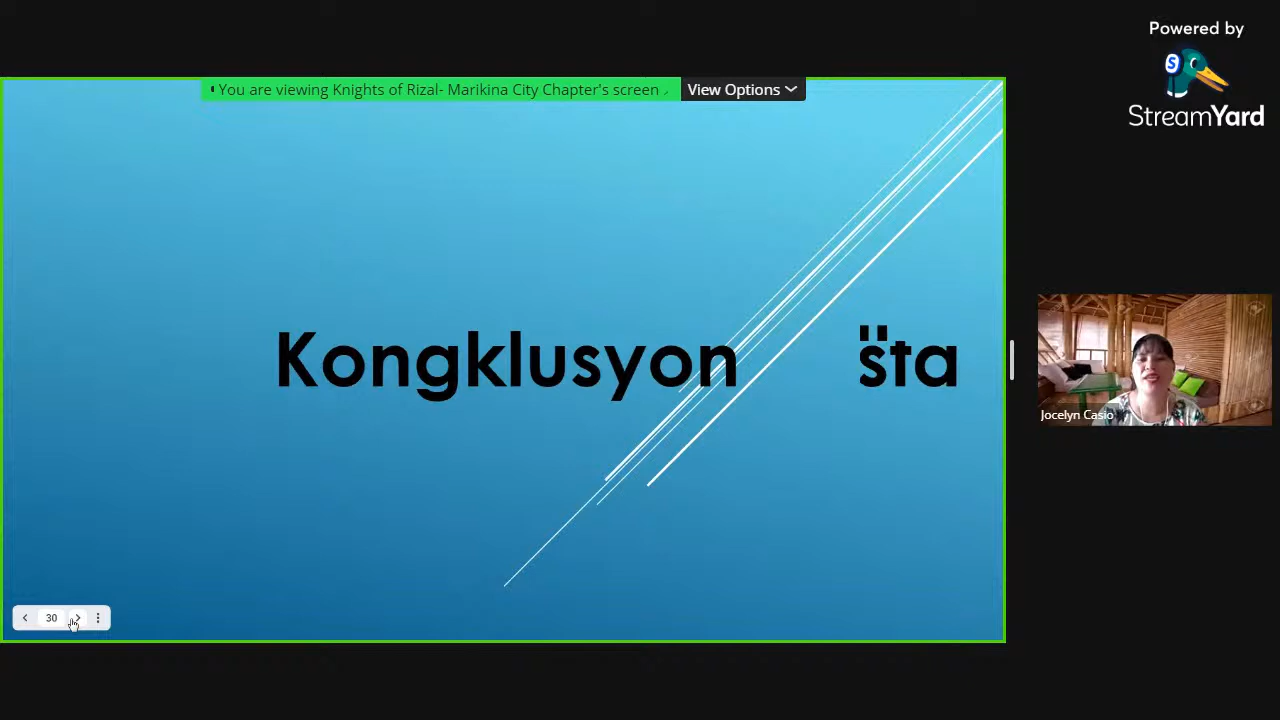 Powered by
StreamYard
You are viewing Knights of Rizal- Marikina City Chapter's screen
View Options
Kongklusyon
sta
Jocelyn Casio
30